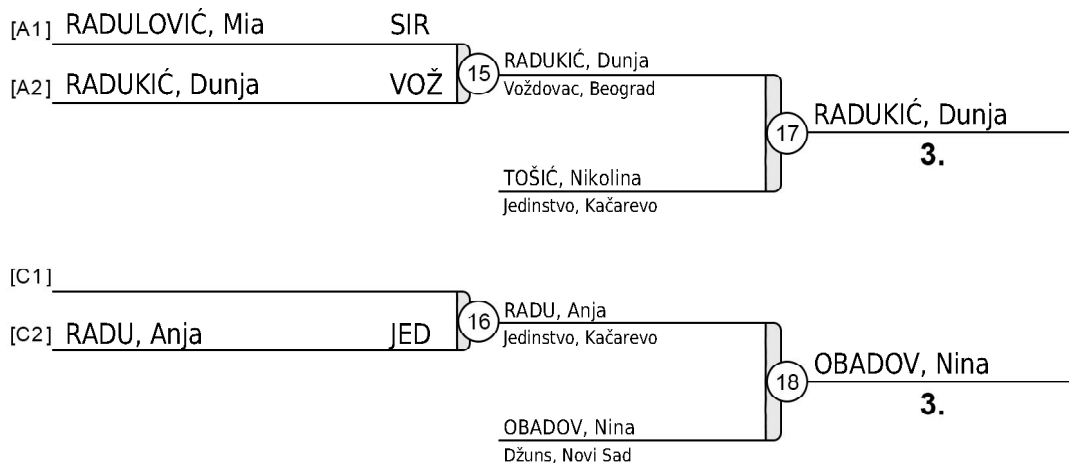 [A1] RADULOVIĆ, Mia SIR
[A2] RADUKIĆ, Dunja VOŽ
15
RADUKIĆ, Dunja
Voždovac, Beograd
TOŠIĆ, Nikolina
Jedinstvo, Kačarevo
17
RADUKIĆ, Dunja
3.
[C1]
[C2] RADU, Anja JED
16
RADU, Anja
Jedinstvo, Kačarevo
OBADOV, Nina
Džuns, Novi Sad
18
OBADOV, Nina
3.